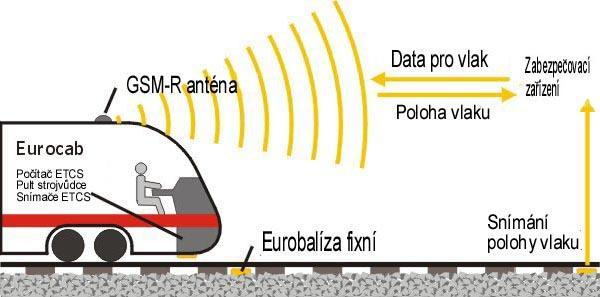 Data pro vlak
Zabezpečovací
zařízení
GSM-R anténa
Poloha vlaku
Eurocab
Počítač ETCS
Pult strojvůdce
Snímače ETCS
Eurobalíza fixní
Snímání
polohy vlaku